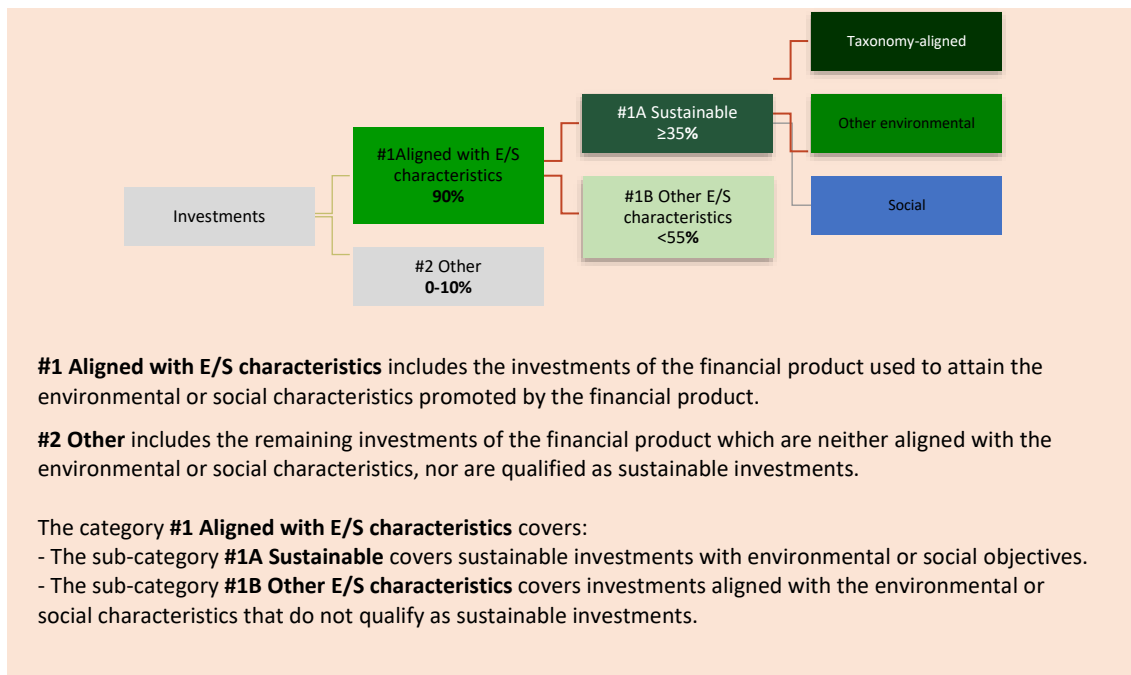 Taxonomy-aligned
#1A Sustainable
≥35%
Other environmental
#1Aligned with E/S
characteristics
90%
Investments
#1B Other E/S
characteristics
<55%
Social
#2 Other
0-10%
#1 Aligned with E/S characteristics includes the investments of the financial product used to attain the
environmental or social characteristics promoted by the financial product.
#2 Other includes the remaining investments of the financial product which are neither aligned with the
environmental or social characteristics, nor are qualified as sustainable investments.
The category #1 Aligned with E/S characteristics covers:
- The sub-category #1A Sustainable covers sustainable investments with environmental or social objectives.
- The sub-category #1B Other E/S characteristics covers investments aligned with the environmental or
social characteristics that do not qualify as sustainable investments.